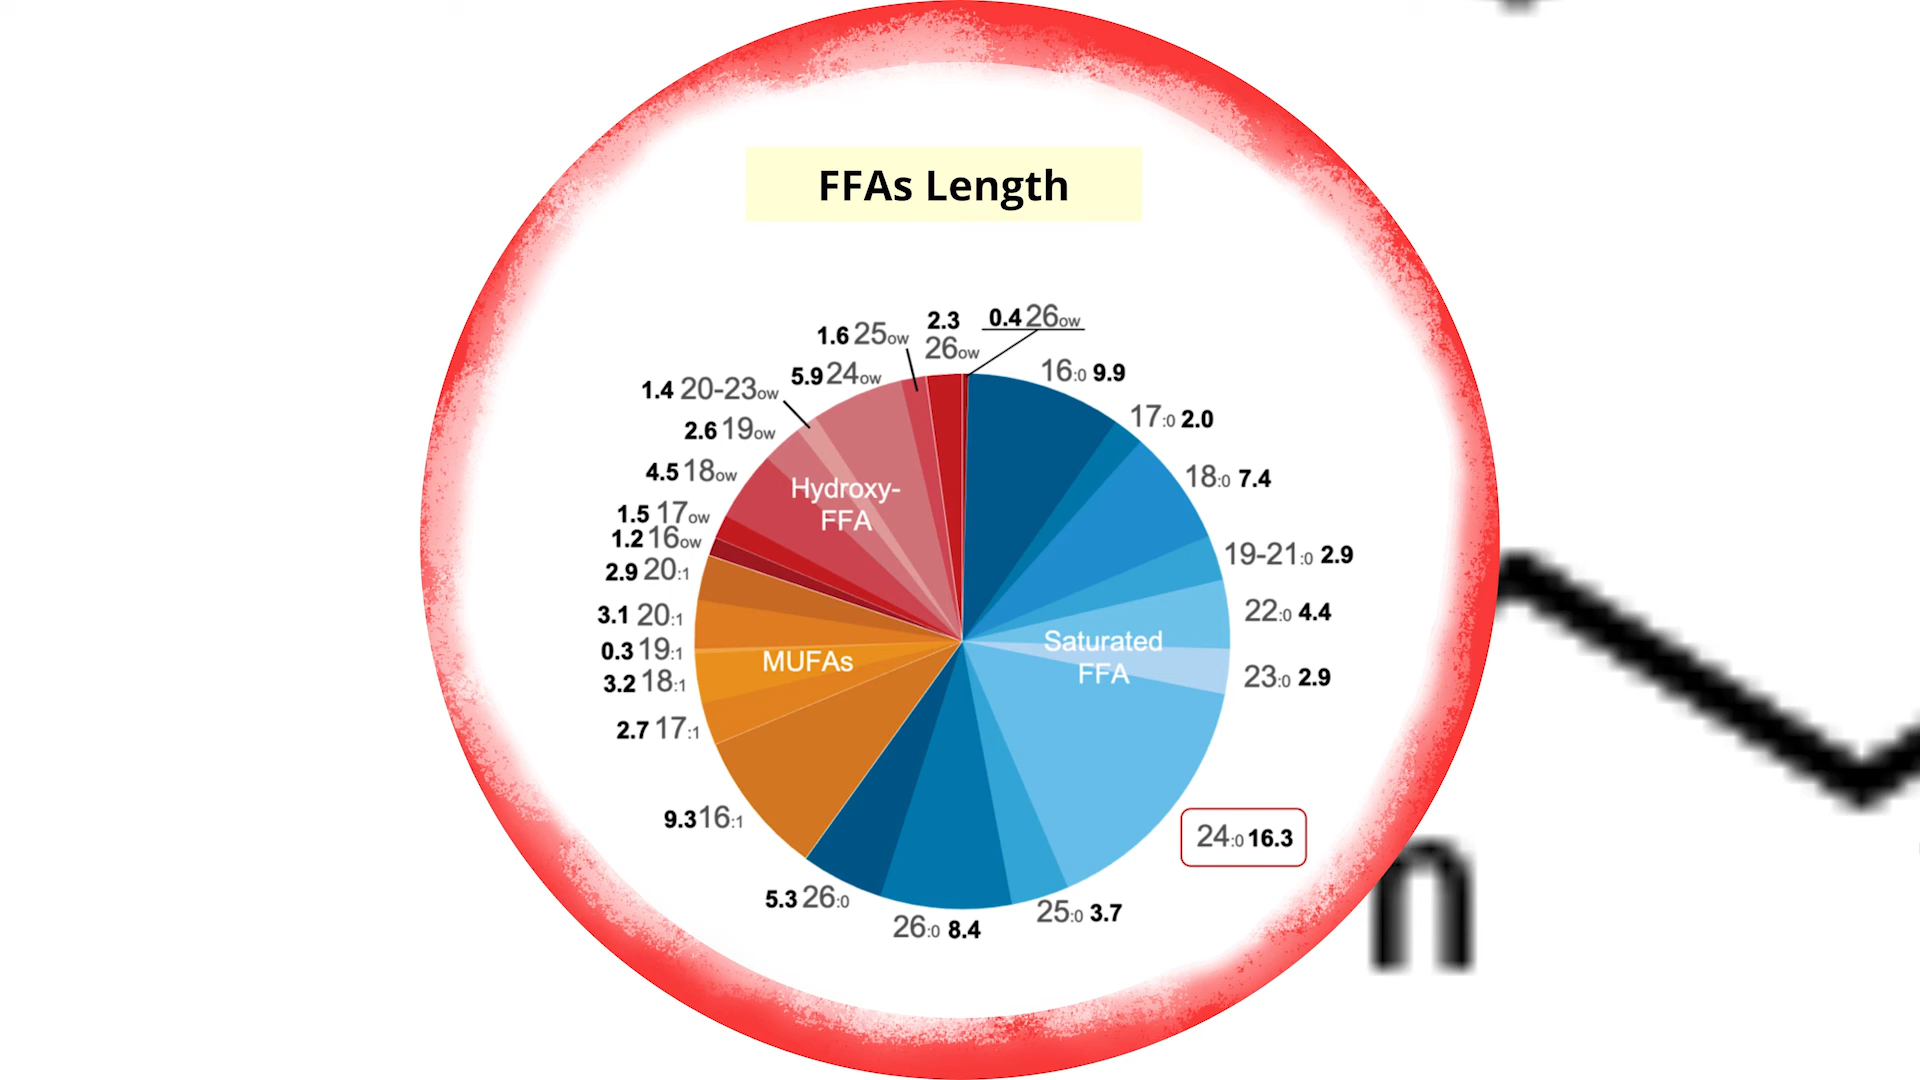 FFAs Length
2.3
26ow
0.4 26ow
1.6 25ow
5.9 24ow
1.4 20-23ow
2.6 19ow
4.5 18ow
1.5 17ow
1.2 16ow
2.9 20:1
3.1 20:1
0.3 19:1
3.2 18:1
2.7 17:1
9.3 16:1
5.3 26:0
26:0 8.4
25:0 3.7
24:0 16.3
23:0 2.9
22:0 4.4
19-21:0 2.9
18:0 7.4
17:0 2.0
16:0 9.9
Hydroxy-
FFA
MUFAs
Saturated
FFA
n